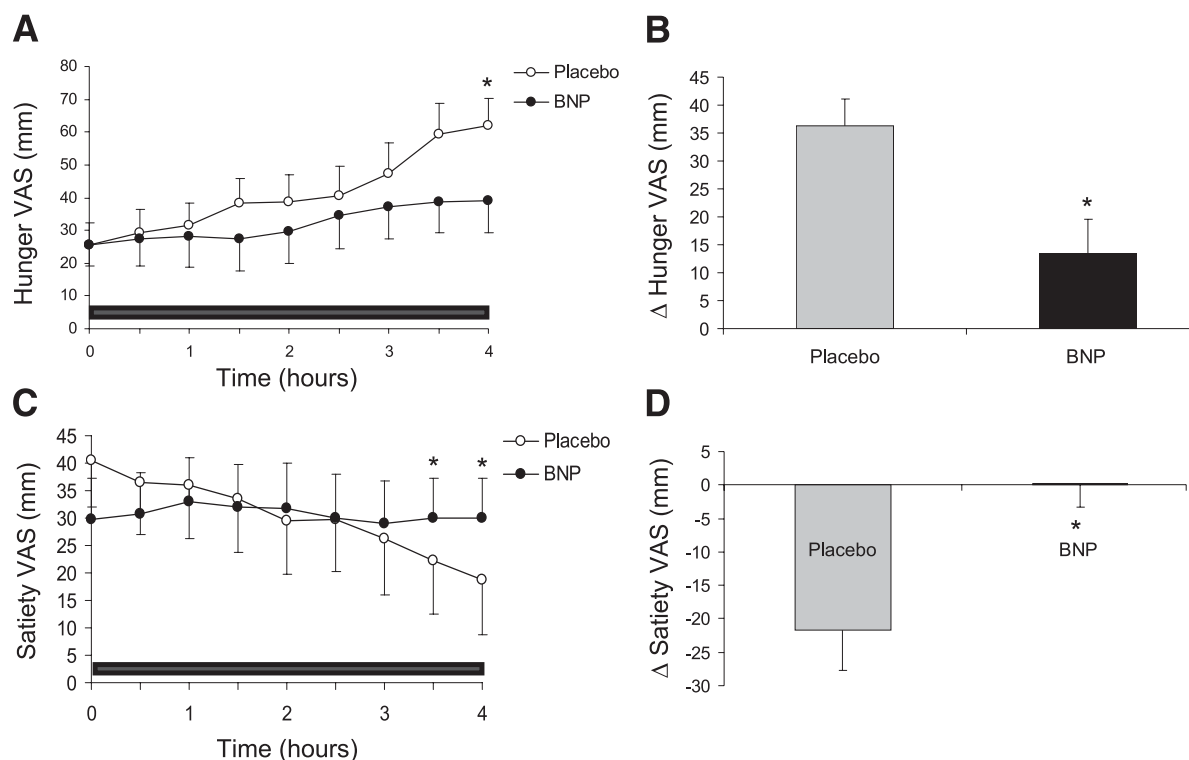 A
Hunger VAS (mm)
80
70
60
50
40
30
20
10
0
0 1 2 3 4
Time (hours)
Placebo
BNP
*
B
Δ Hunger VAS (mm)
45
40
35
30
25
20
15
10
5
0
*
Placebo BNP
C
Satiety VAS (mm)
45
40
35
30
25
20
15
10
5
0
0 1 2 3 4
Time (hours)
Placebo
BNP
* *
D
Δ Satiety VAS (mm)
5
0
-5
-10
-15
-20
-25
-30
Placebo
*
BNP